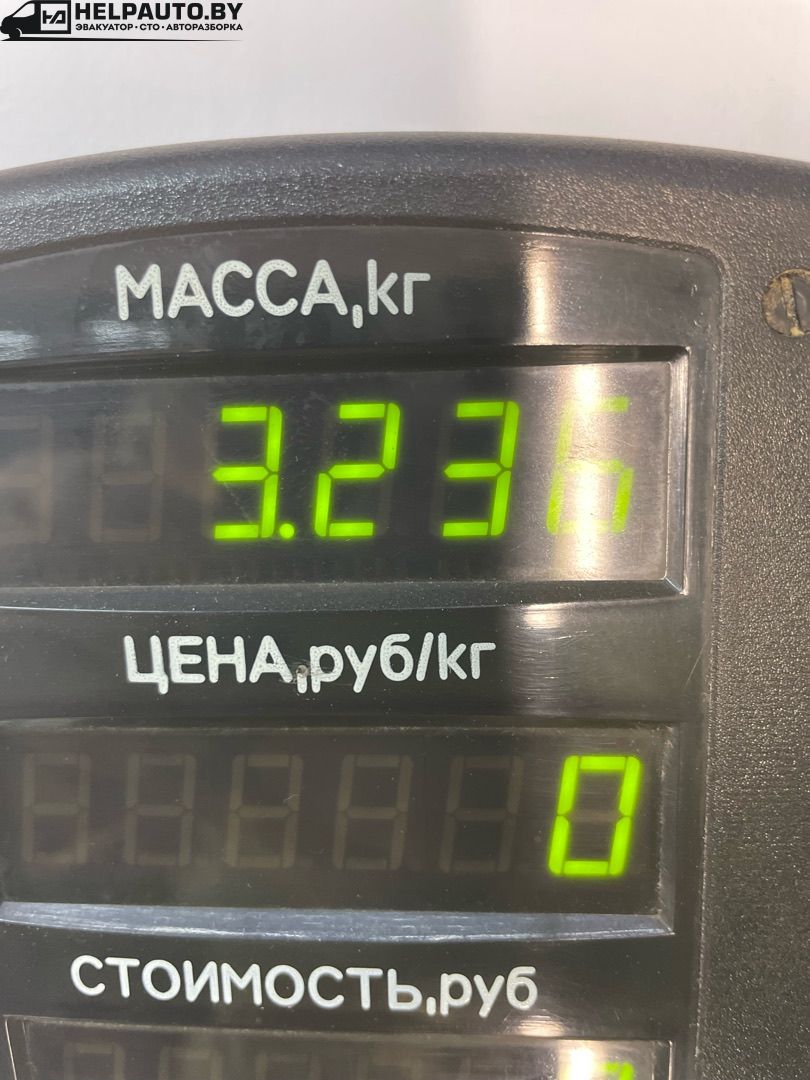 HELPAUTO.BY
ЭВАКУАТОР • СТО • АВТОРАЗБОРКА
МАССА,кг
3.236
ЦЕНА,руб/кг
0
СТОИМОСТЬ,руб